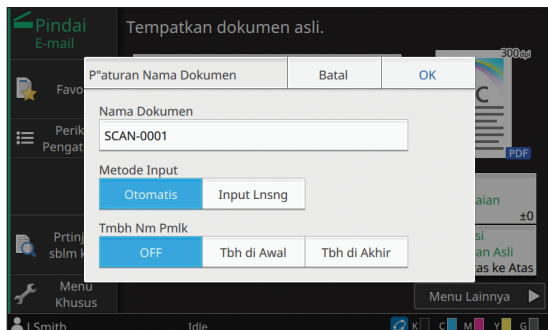 Pindai
E-mail
Tempatkan dokumen asli.
300dpi
Favo
C
PDF
P"aturan Nama Dokumen
Batal
OK
Nama Dokumen
SCAN-0001
Perik
Pengat
Metode Input
Otomatis
Input Lnsng
aian
±0
Tmbh Nm Pmlk
OFF
Tbh di Awal
Tbh di Akhir
Prtinj
sblm k
si
an Asli
as ke Atas
Menu
Khusus
Menu Lainnya
J Smith
Idle
K
C
M
Y
G